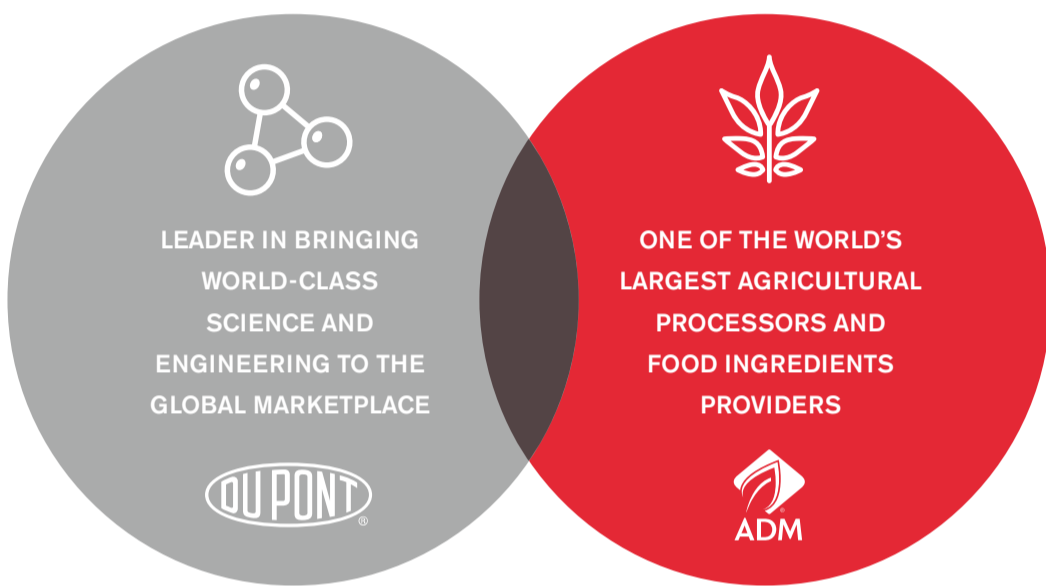 LEADER IN BRINGING
WORLD-CLASS
SCIENCE AND
ENGINEERING TO THE
GLOBAL MARKETPLACE
DU PONT®
ONE OF THE WORLD'S
LARGEST AGRICULTURAL
PROCESSORS AND
FOOD INGREDIENTS
PROVIDERS
ADM